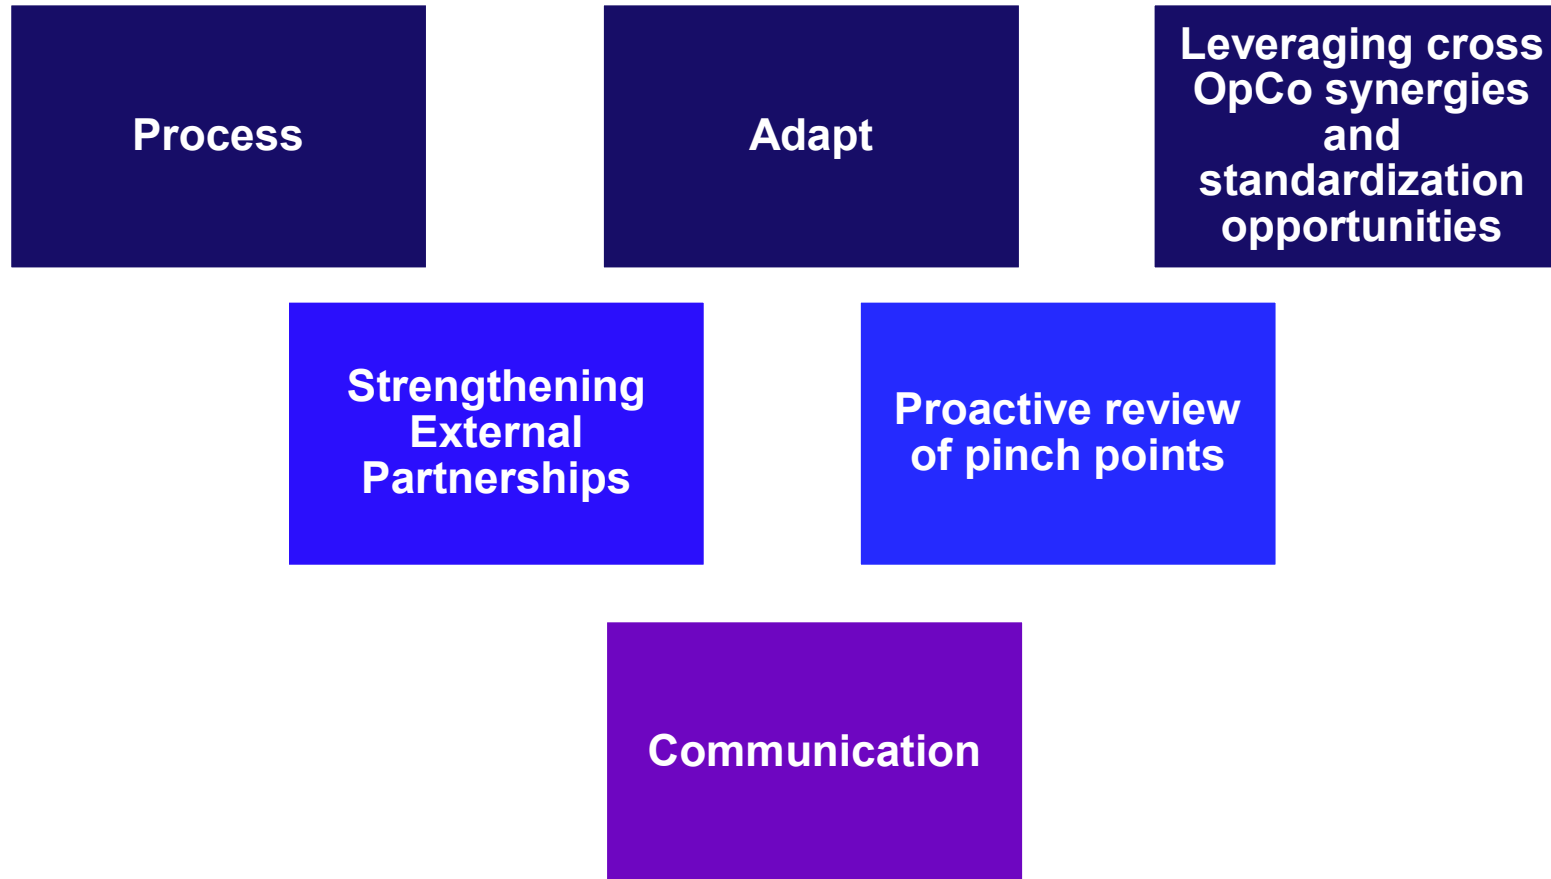 Process
Adapt
Leveraging cross
OpCo synergies
and
standardization
opportunities
Strengthening
External
Partnerships
Proactive review
of pinch points
Communication